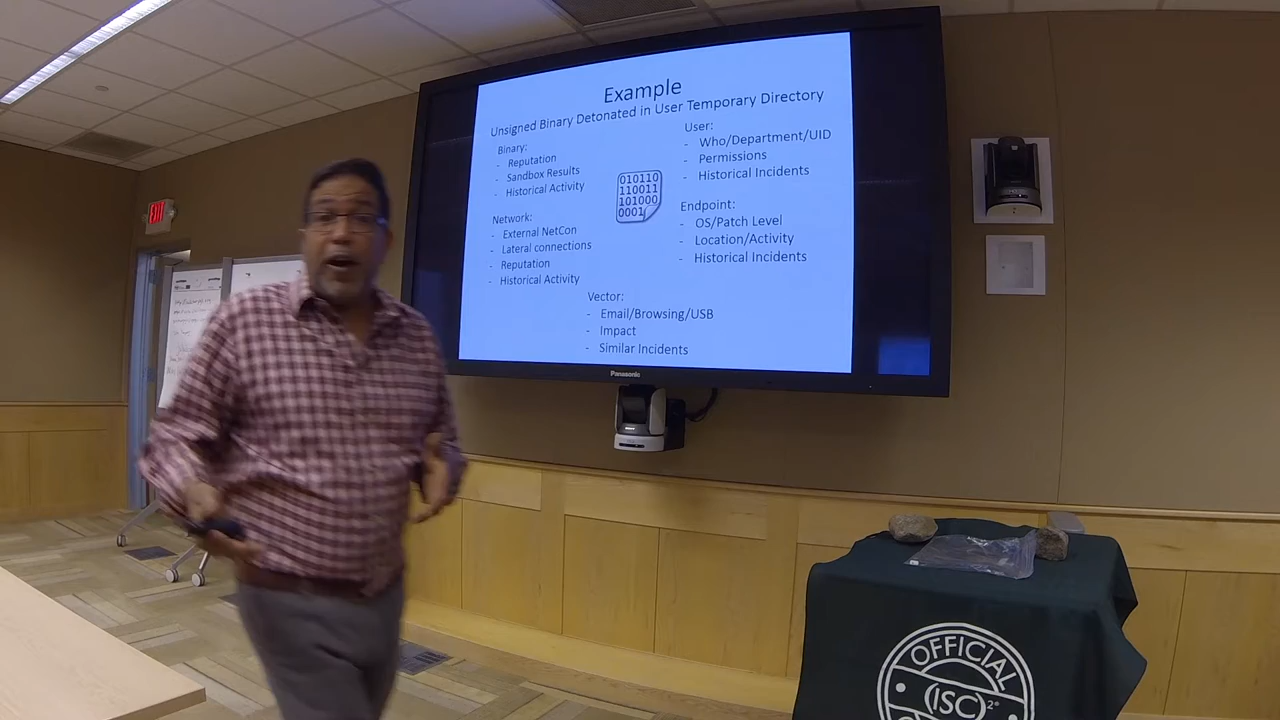 Example
Unsigned Binary Detonated in User Temporary Directory
Binary:
- Reputation
- Sandbox Results
- Historical Activity
Network:
- External NetCon
- Lateral connections
- Reputation
- Historical Activity
010110
110011
101000
0001
User:
- Who/Department/UID
- Permissions
- Historical Incidents
Endpoint:
- OS/Patch Level
- Location/Activity
- Historical Incidents
Vector:
- Email/Browsing/USB
- Impact
- Similar Incidents
Panasonic
EXIT
OFFICIAL
(ISC)²®